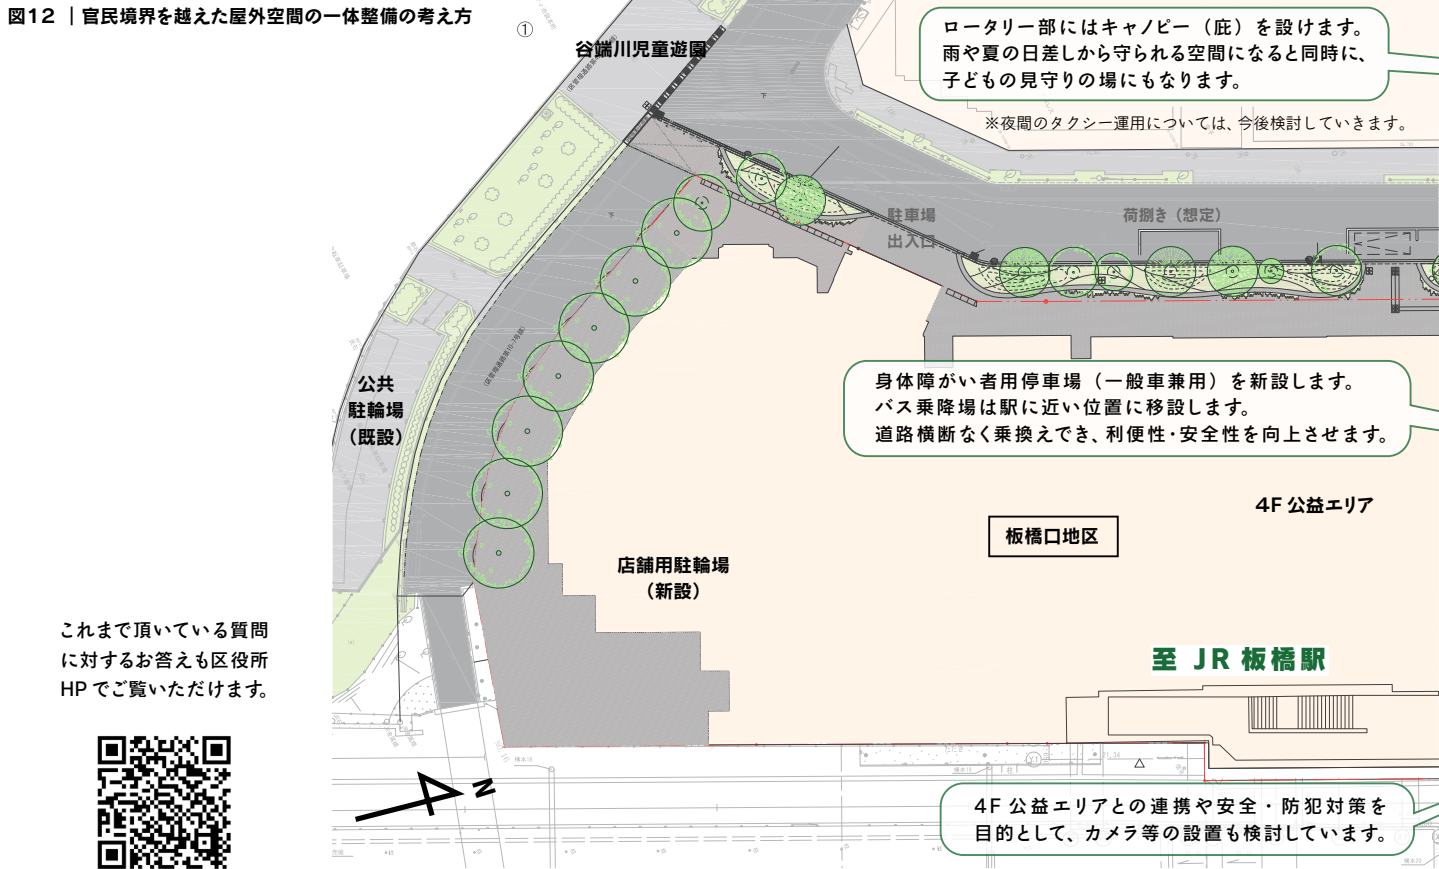 図12 ｜官民境界を越えた屋外空間の一体整備の考え方
①
谷端川児童遊園
ロータリー部にはキャノピー（庇）を設けます。
雨や夏の日差しから守られる空間になると同時に、
子どもの見守りの場にもなります。
※夜間のタクシー運用については、今後検討していきます。
下
駐車場
出入口
荷捌き（想定）
下
公共
駐輪場
（既設）
身体障がい者用停車場（一般車兼用）を新設します。
バス乗降場は駅に近い位置に移設します。
道路横断なく乗換えでき、利便性・安全性を向上させます。
4F 公益エリア
板橋口地区
店舗用駐輪場
（新設）
これまで頂いている質問
に対するお答えも区役所
HP でご覧いただけます。
至 JR 板橋駅
N
4F 公益エリアとの連携や安全・防犯対策を
目的として、カメラ等の設置も検討しています。